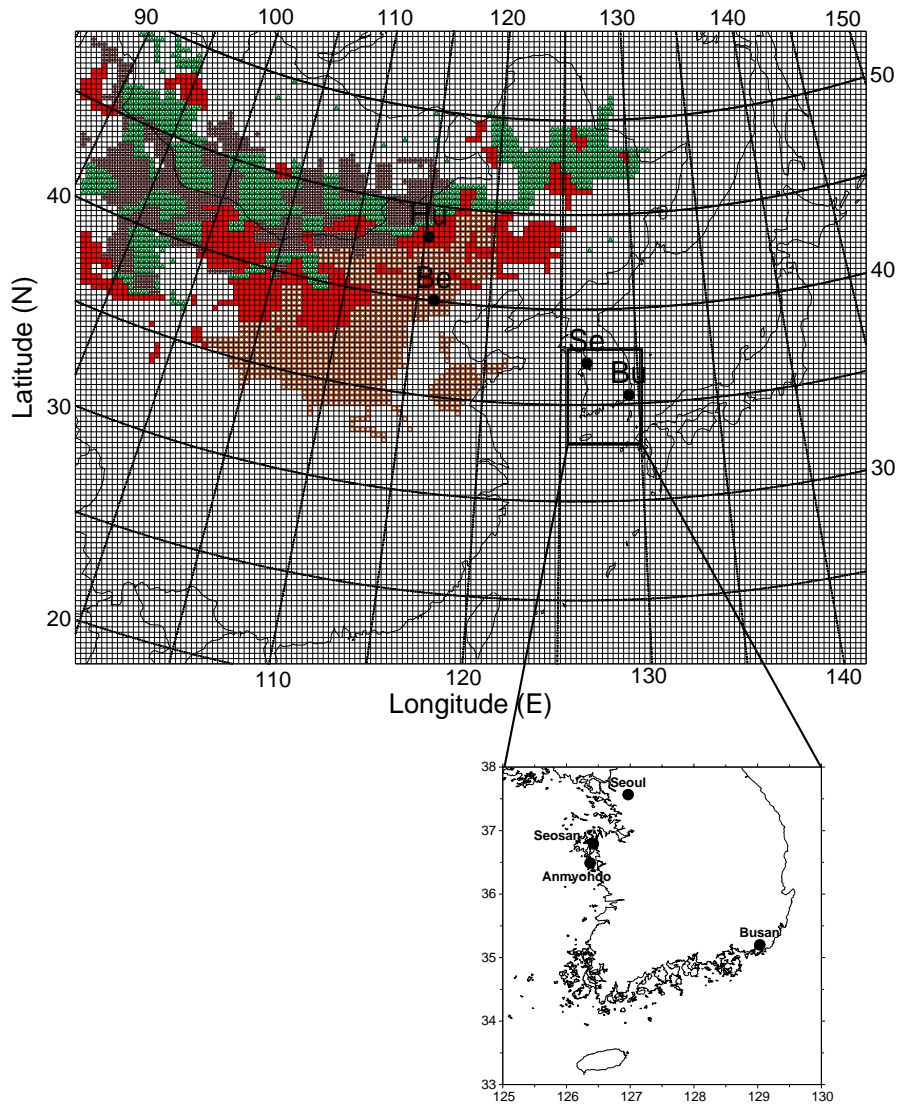 90 100 110 120 130 140 150
50
40
40
30
30
20
Latitude (N)
Hu
Be
Se
Bu
110 120 130 140
Longitude (E)
38
37
36
35
34
33
Seoul
Seosan
Anmyondo
Busan
125 126 127 128 129 130